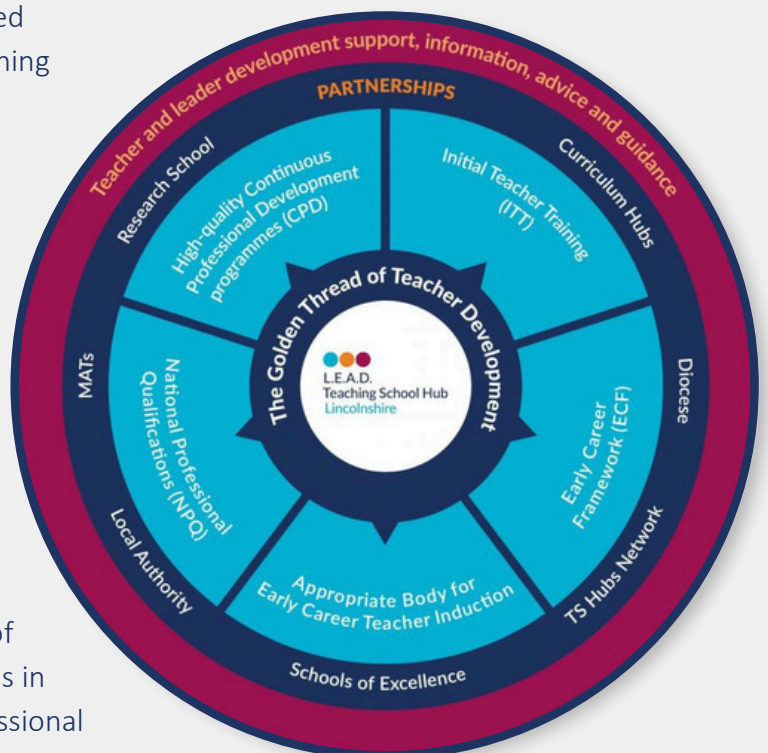 ed
ning
Teacher and leader development support, information, advice and guidance
PARTNERSHIPS
Research School
Curriculum Hubs
High-quality Continuous
Professional Development
programmes (CPD)
Initial Teacher Training
(ITT)
The Golden Thread of Teacher Development
MATs
Diocese
L.E.A.D.
Teaching School Hub
Lincolnshire
National Professional
Qualifications (NPQ)
Early Career
Framework (ECF)
Local Authority
TS Hubs Network
Appropriate Body for
Early Career Teacher Induction
Schools of Excellence
of
s in
ssional